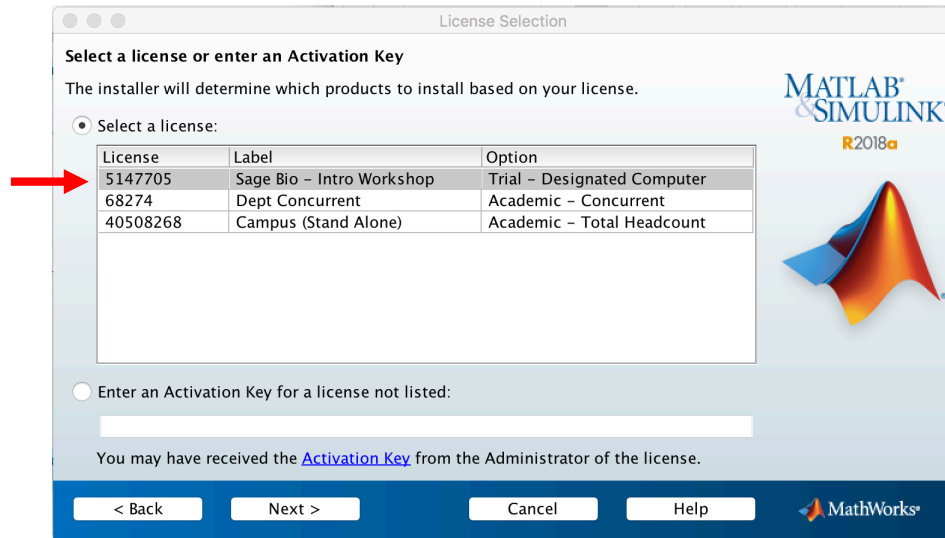 License Selection
Select a license or enter an Activation Key
The installer will determine which products to install based on your license.
MATLAB®
&SIMULINK®
R2018a
Select a license:
License Label Option
5147705 Sage Bio – Intro Workshop Trial – Designated Computer
68274 Dept Concurrent Academic – Concurrent
40508268 Campus (Stand Alone) Academic – Total Headcount
Enter an Activation Key for a license not listed:
You may have received the Activation Key from the Administrator of the license.
< Back Next > Cancel Help MathWorks®